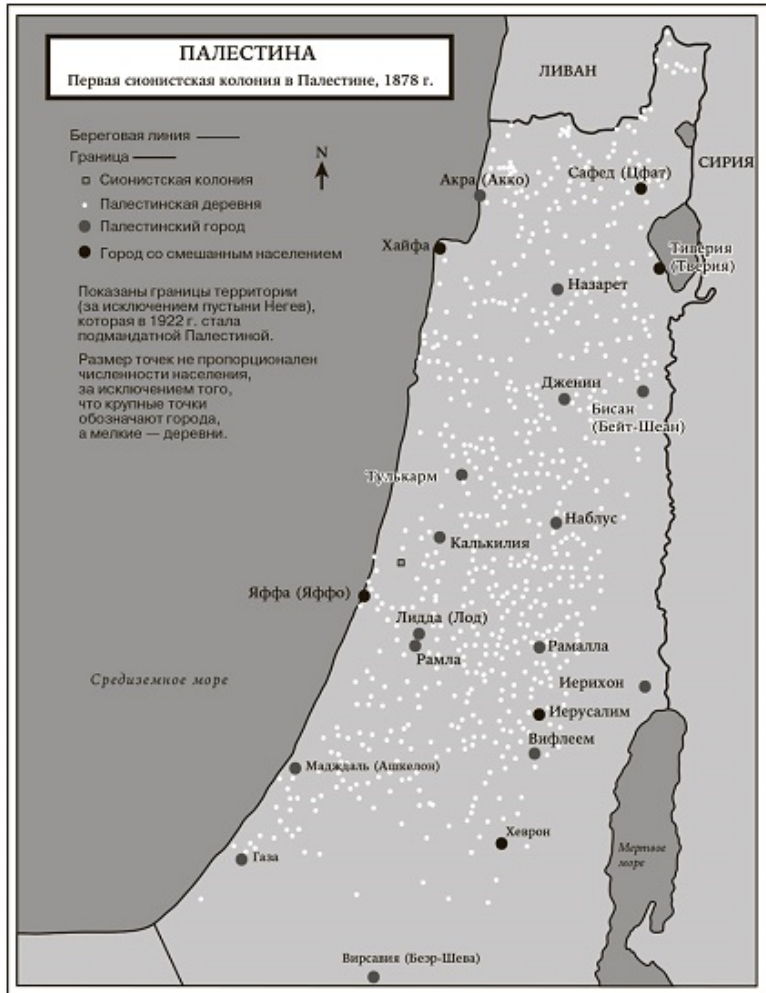 ПАЛЕСТИНА
Первая сионистская колония в Палестине, 1878 г.
ЛИВАН
Береговая линия
Граница
N
Сионистская колония
Палестинская деревня
Палестинский город
Город со смешанным населением
Показаны границы территории
(за исключением пустыни Негев),
которая в 1922 г. стала
подмандатной Палестиной.
Размер точек не пропорционален
численности населения,
за исключением того,
что крупные точки
обозначают города,
а мелкие — деревни.
СИРИЯ
Акра (Акко)
Сафед (Цфат)
Хайфа
Тиверия
(Тверия)
Назарет
Дженин
Бисан
(Бейт-Шеан)
Тулькарм
Наблус
Калькилия
Яффа (Яффо)
Лидда (Лод)
Рамла
Рамалла
Иерихон
Средиземное море
Иерусалим
Вифлеем
Мадждаль (Ашкелон)
Хеврон
Мертвое
море
Газа
Вирсавия (Беэр-Шева)